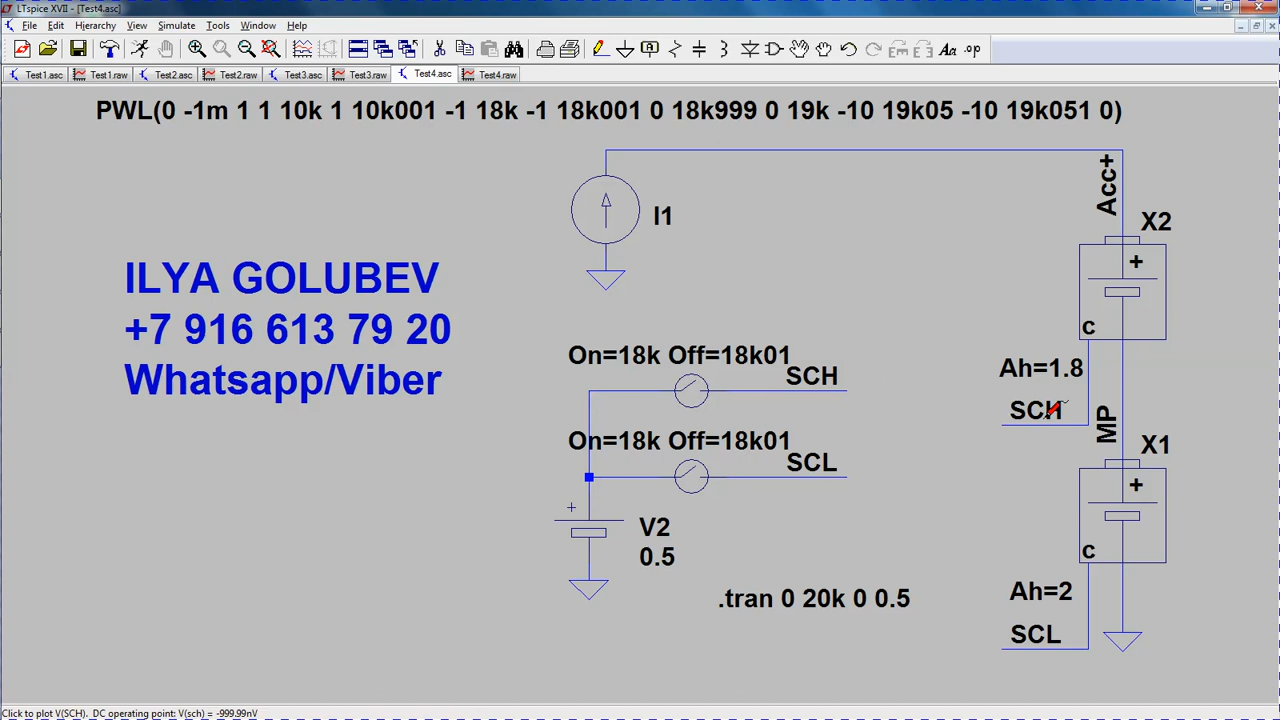 LTspice XVII - [Test4.asc]
File Edit Hierarchy View Simulate Tools Window Help
Aa .op
Test1.asc Test1.raw Test2.asc Test2.raw Test3.asc Test3.raw Test4.asc Test4.raw
PWL(0 -1m 1 1 10k 1 10k001 -1 18k -1 18k001 0 18k999 0 19k -10 19k05 -10 19k051 0)
Acc+
I1
X2
+
C
ILYA GOLUBEV
+7 916 613 79 20
Whatsapp/Viber
On=18k Off=18k01
SCH
Ah=1.8
SCH
MP
On=18k Off=18k01
SCL
X1
+
C
+
V2
0.5
Ah=2
SCL
.tran 0 20k 0 0.5
Click to plot V(SCH). DC operating point: V(sch) = -999.99nV